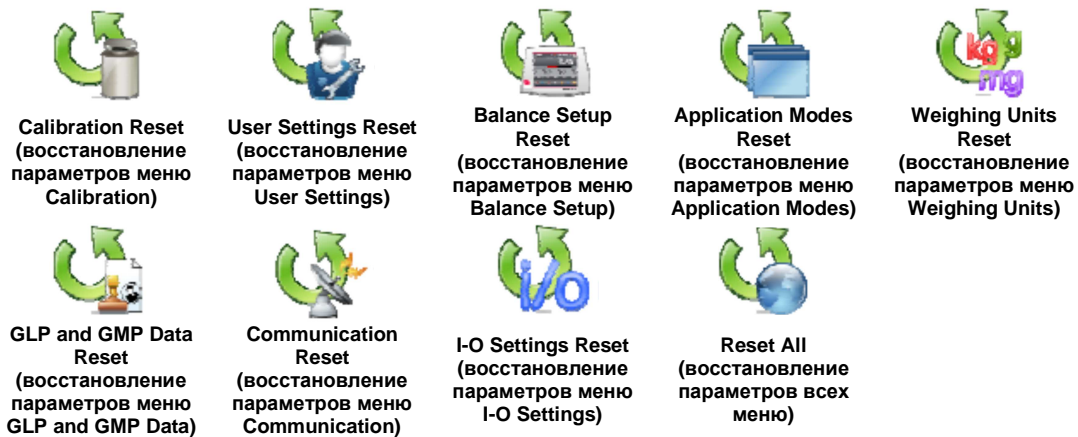 kg g
mg
Calibration Reset
(восстановление
параметров меню
Calibration)
User Settings Reset
(восстановление
параметров меню
User Settings)
Balance Setup
Reset
(восстановление
параметров меню
Balance Setup)
Application Modes
Reset
(восстановление
параметров меню
Application Modes)
Weighing Units
Reset
(восстановление
параметров меню
Weighing Units)
i/o
GLP and GMP Data
Reset
(восстановление
параметров меню
GLP and GMP Data)
Communication
Reset
(восстановление
параметров меню
Communication)
I-O Settings Reset
(восстановление
параметров меню
I-O Settings)
Reset All
(восстановление
параметров всех
меню)